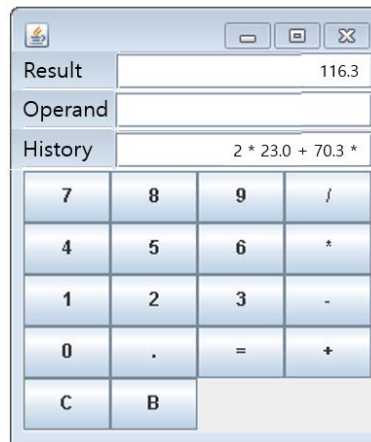 Result 116.3
Operand
History 2 * 23.0 + 70.3 *
7 8 9 /
4 5 6 *
1 2 3 -
0 . = +
C B